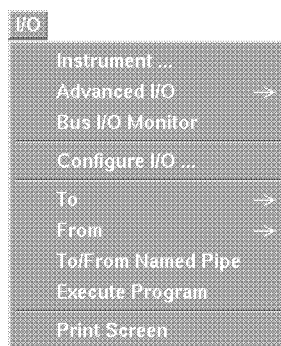 I/O
Instrument ...
Advanced I/O
Bus I/O Monitor
Configure I/O ...
To
From
To/From Named Pipe
Execute Program
Print Screen